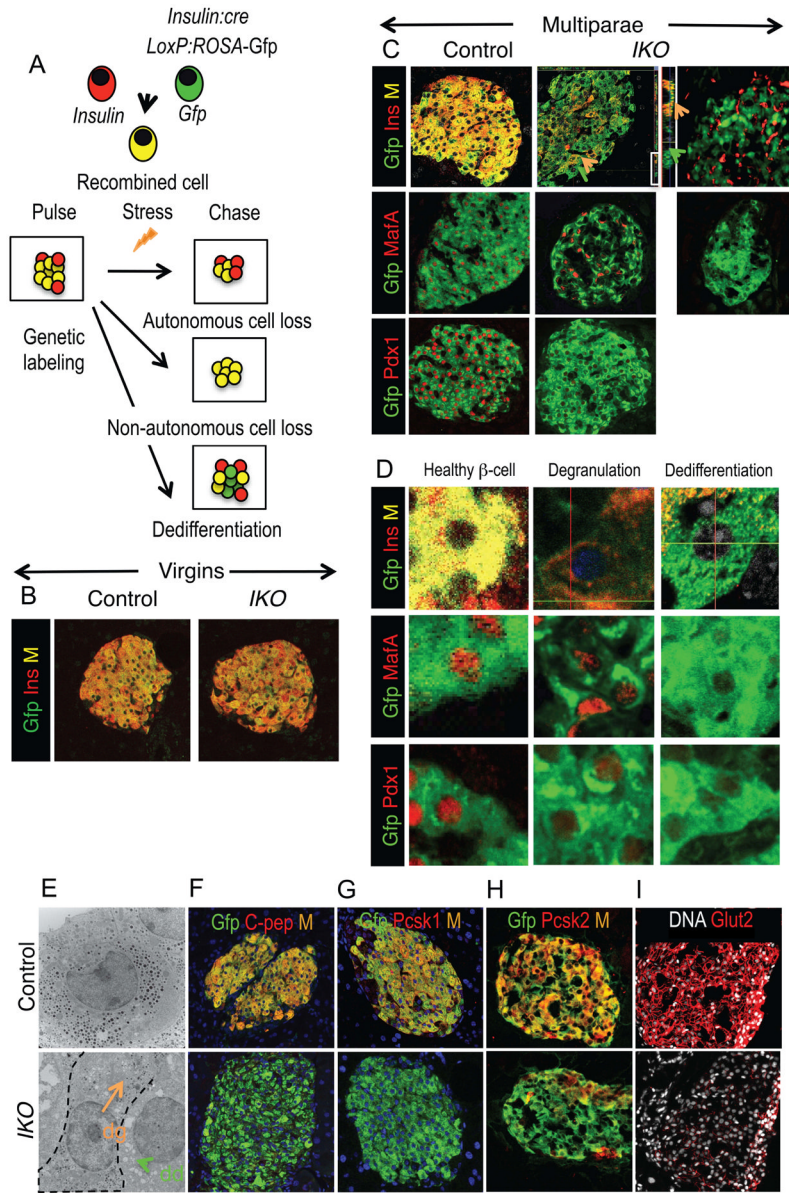 Insulin:cre
LoxP:ROSA-Gfp
A
Insulin
Gfp
Recombined cell
Pulse
Stress
Chase
Genetic
labeling
Autonomous cell loss
Non-autonomous cell loss
Dedifferentiation
Virgins
B
Control
IKO
Gfp Ins M
Multiparae
C
Control
IKO
Gfp Ins M
Gfp MafA
Gfp Pdx1
D
Healthy β-cell
Degranulation
Dedifferentiation
Gfp Ins M
Gfp MafA
Gfp Pdx1
E
F
G
H
I
Control
Gfp C-pep M
Gfp Pcsk1 M
Gfp Pcsk2 M
DNA Glut2
IKO
dg